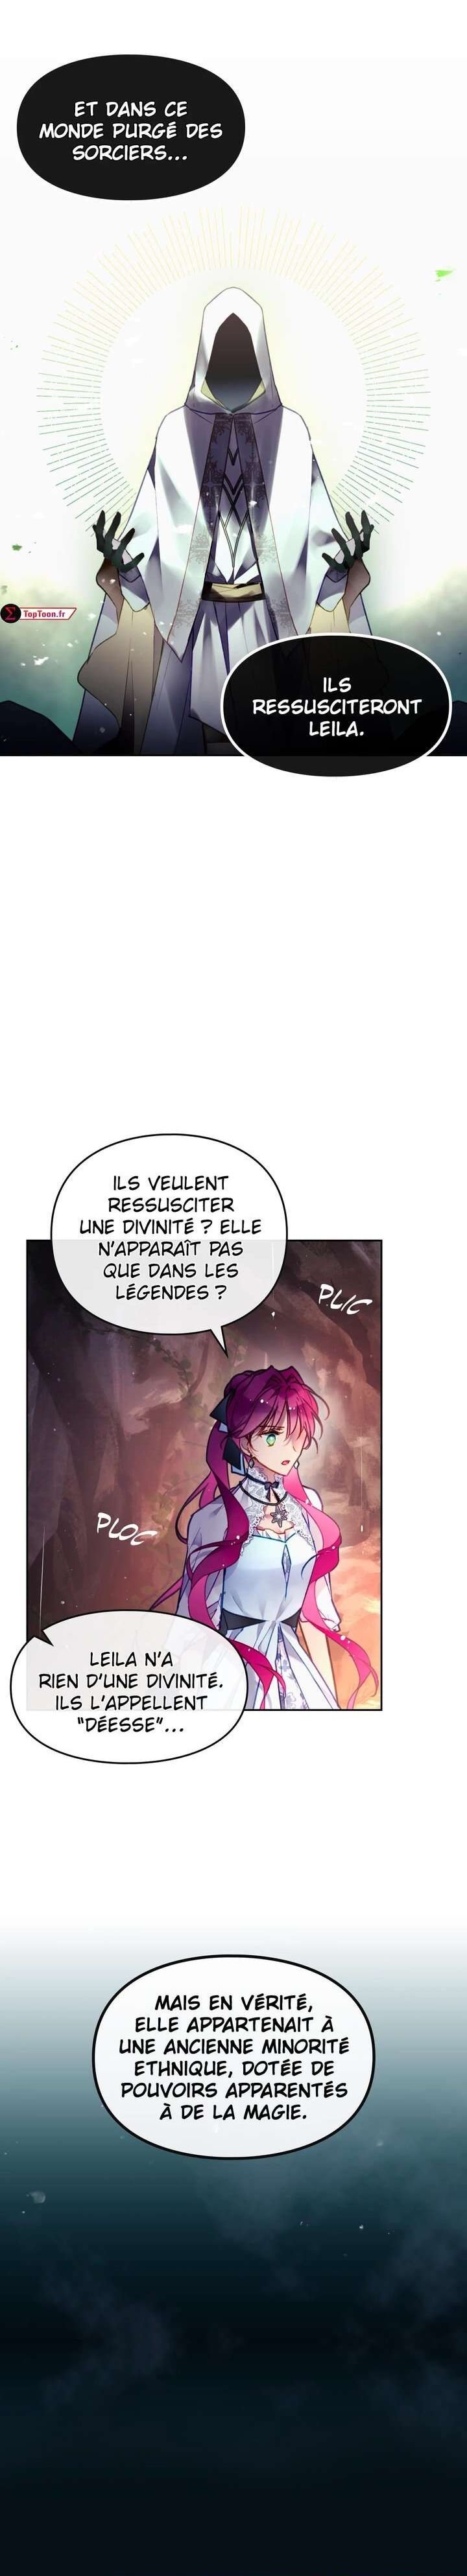 ET DANS CE
MONDE PURGÉ DES
SORCIERS...
TopToon.fr
ILS
RESSUSCITERONT
LEILA.
ILS VEULENT
RESSUSCITER
UNE DIVINITÉ ? ELLE
N'APPARAÎT PAS
QUE DANS LES
LÉGENDES ?
PLIC
PLOC
LEILA N'A
RIEN D'UNE DIVINITÉ.
ILS L'APPELLENT
"DÉESSE"...
MAIS EN VÉRITÉ,
ELLE APPARTENAIT À
UNE ANCIENNE MINORITÉ
ETHNIQUE, DOTÉE DE
POUVOIRS APPARENTÉS
À DE LA MAGIE.